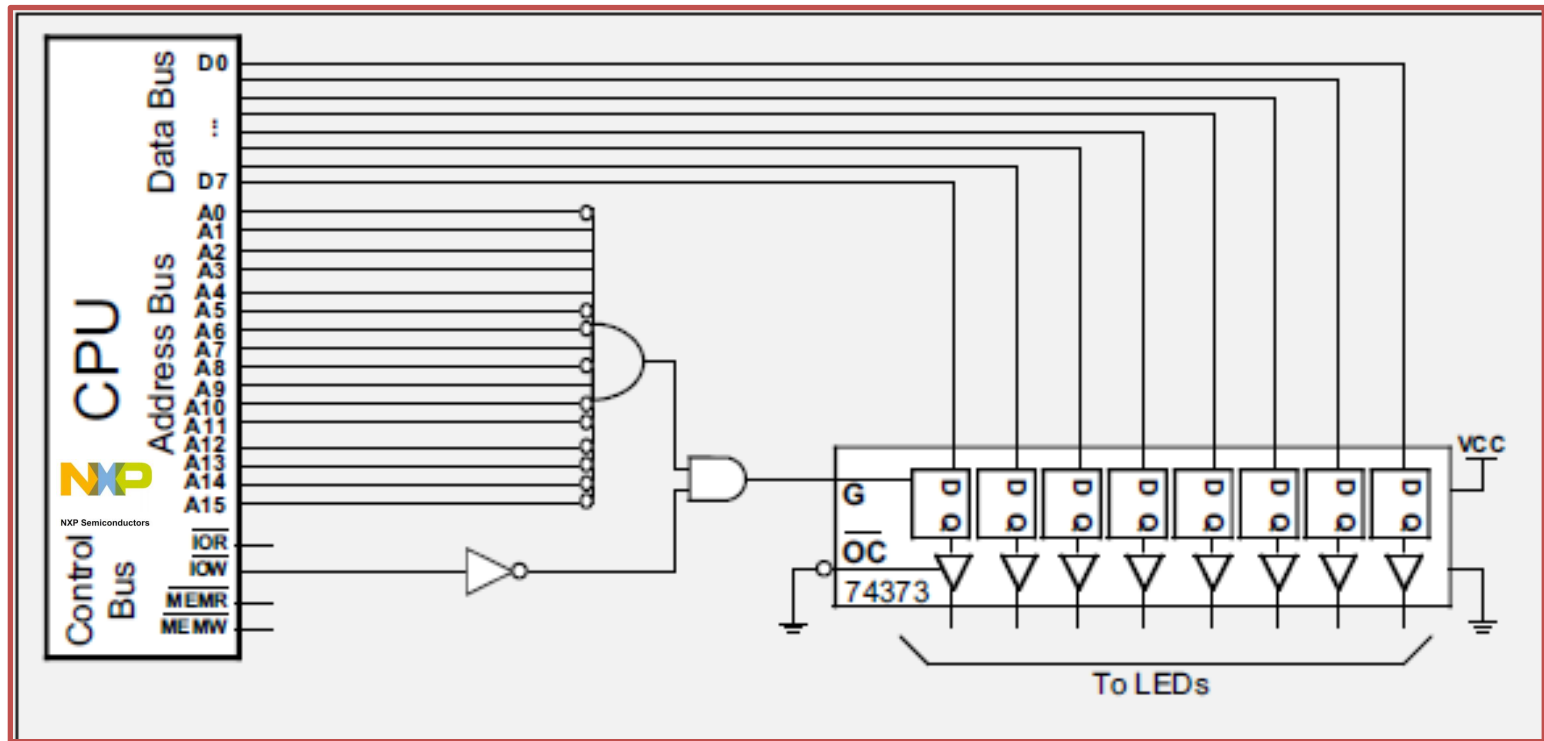 CPU
Data Bus
D0
⋮
D7
Address Bus
A0
A1
A2
A3
A4
A5
A6
A7
A8
A9
A10
A11
A12
A13
A14
A15
NXP
NXP Semiconductors
Control
Bus
IOR
IOW
MEMR
MEMW
G
OC
74373
D Q
D Q
D Q
D Q
D Q
D Q
D Q
D Q
VCC
To LEDs